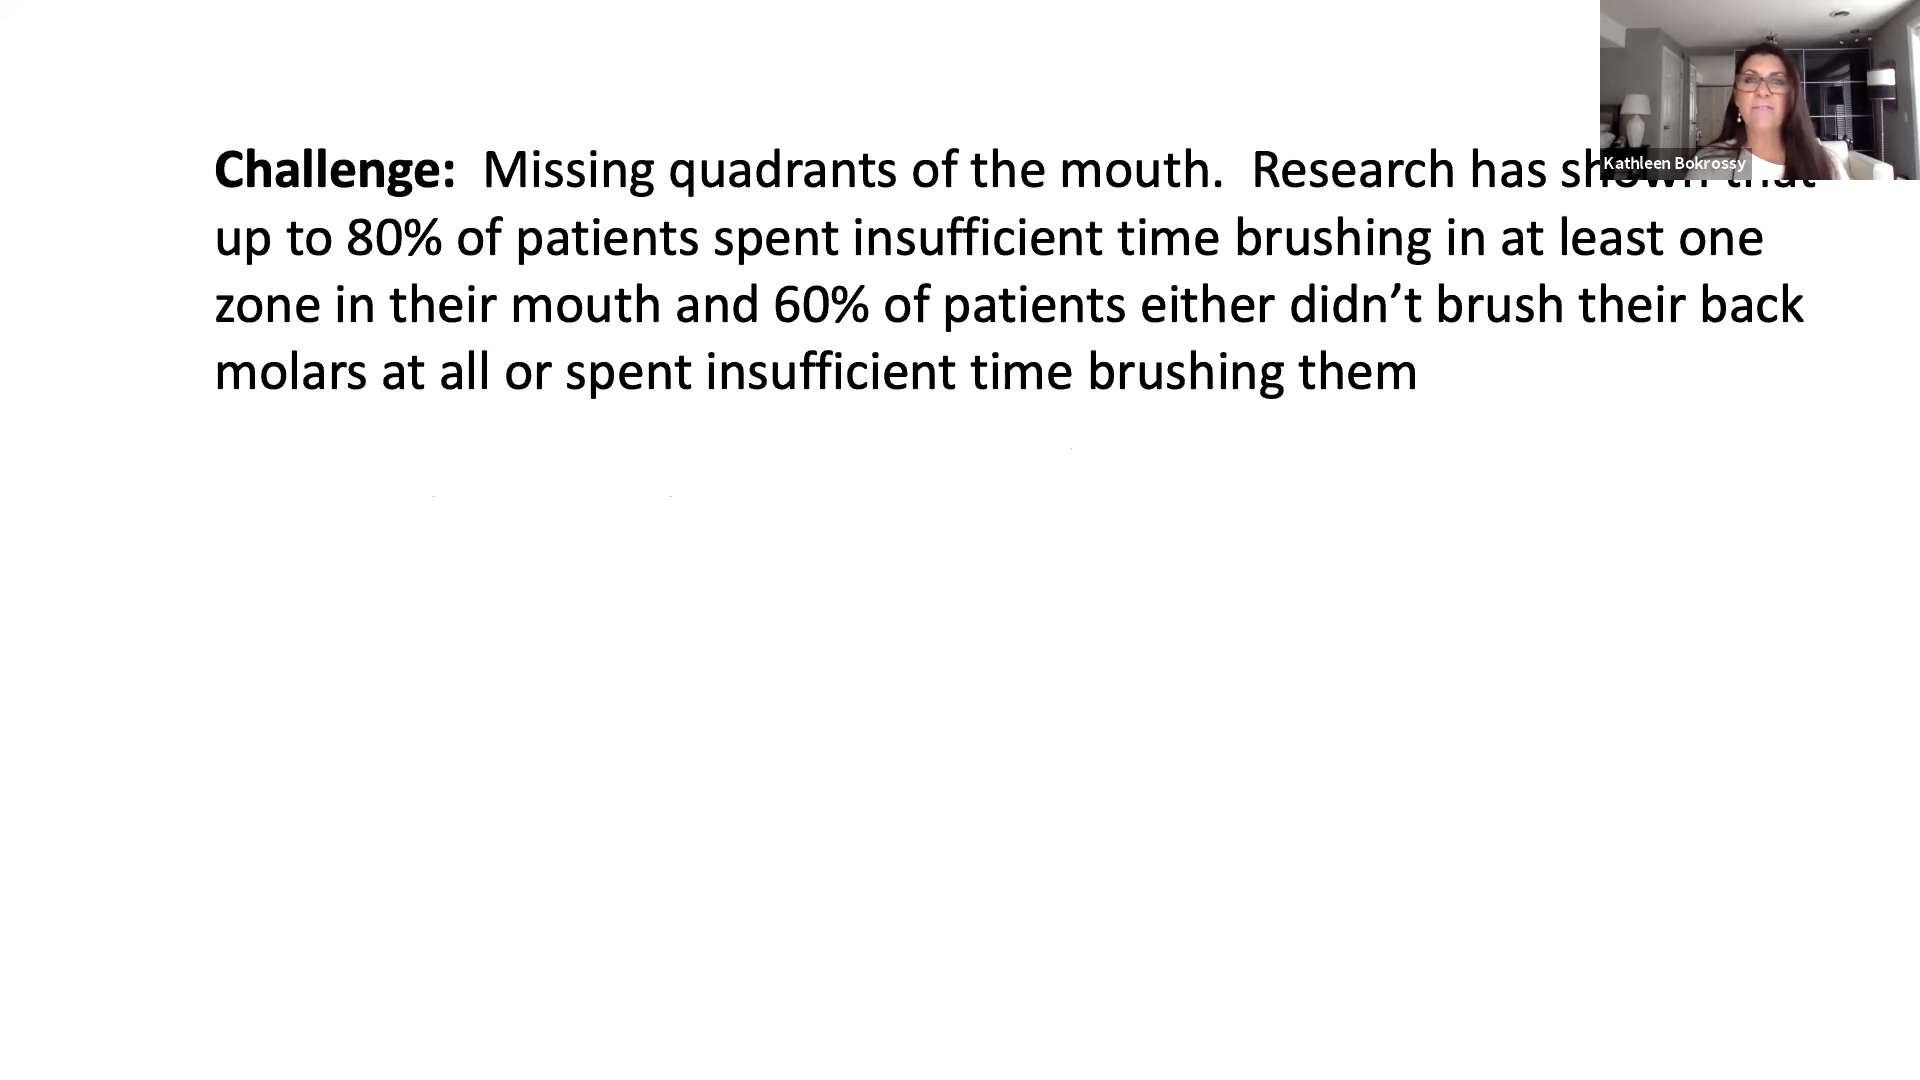 Challenge: Missing quadrants of the mouth. Research has shown that
up to 80% of patients spent insufficient time brushing in at least one
zone in their mouth and 60% of patients either didn’t brush their back
molars at all or spent insufficient time brushing them
Kathleen Bokrossy